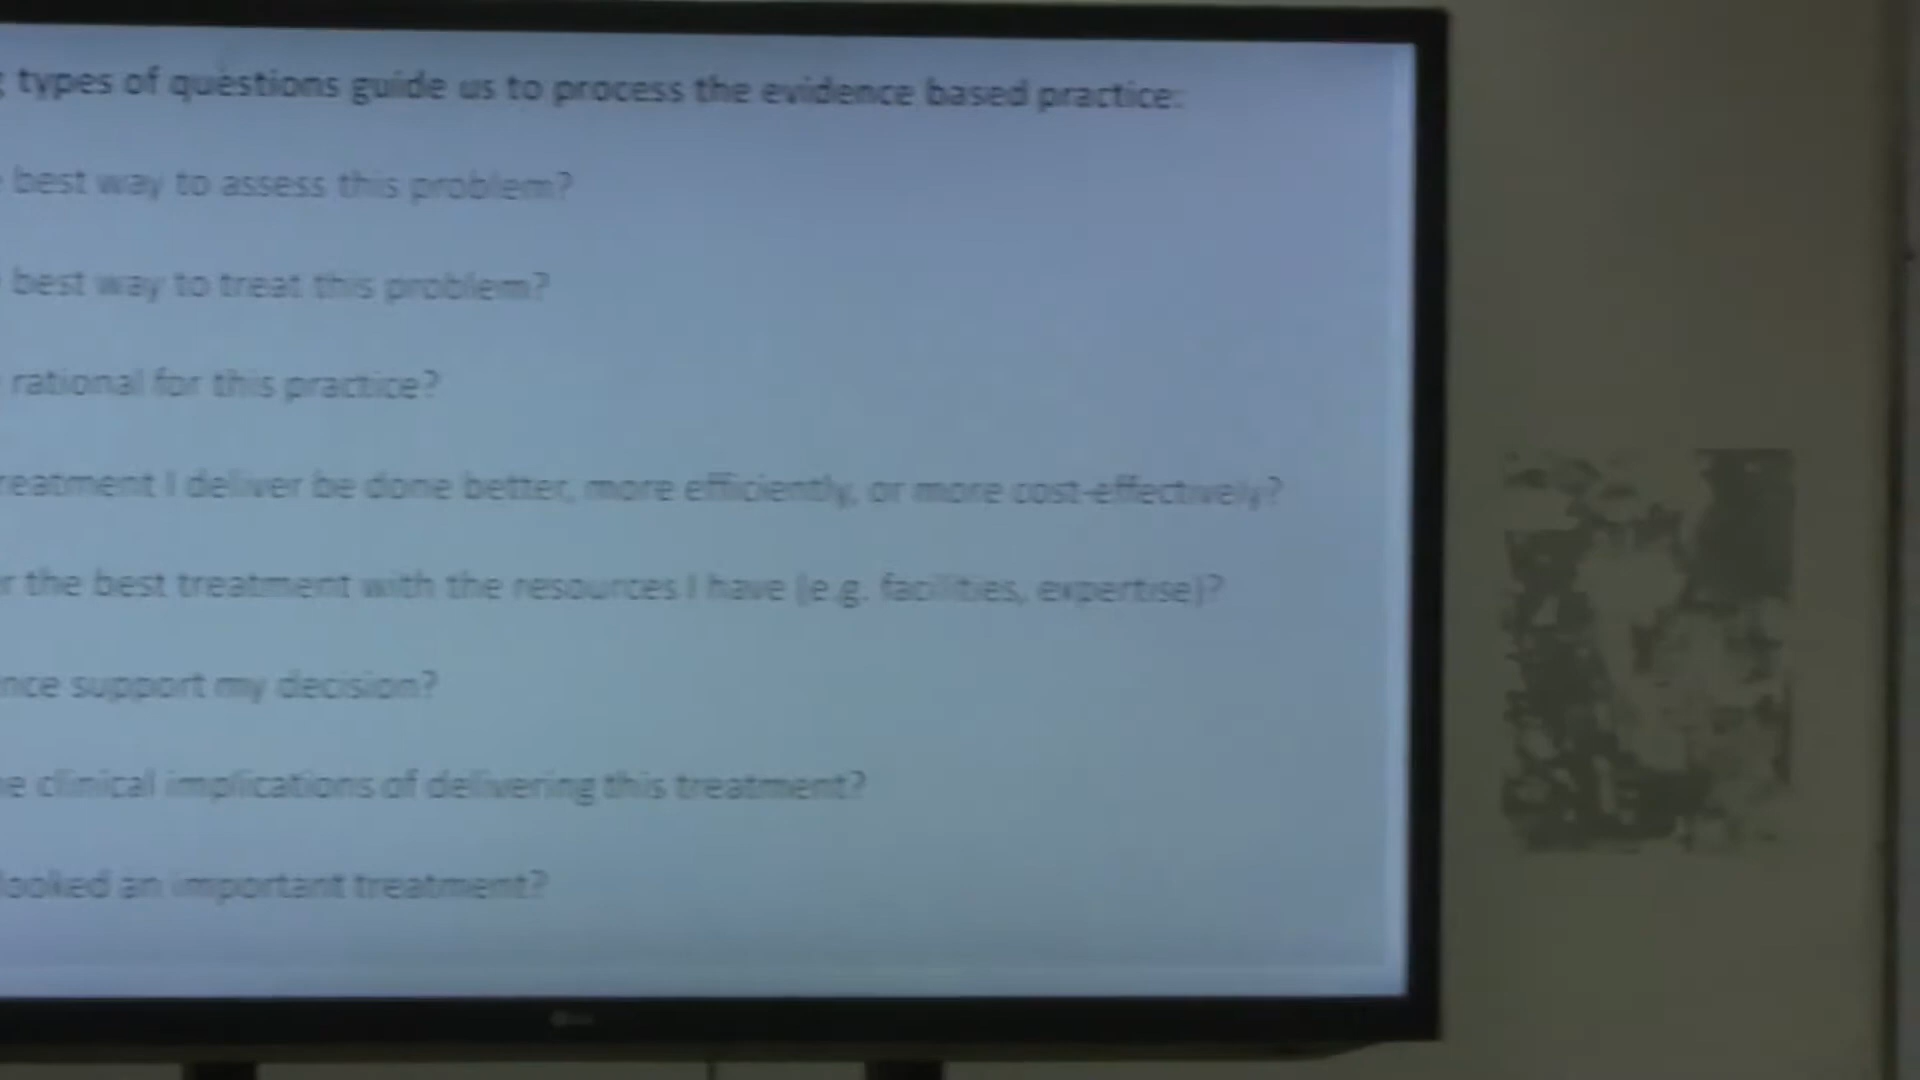 types of questions guide us to process the evidence based practice:
best way to assess this problem?
best way to treat this problem?
rational for this practice?
reatment I deliver be done better, more efficiently, or more cost-effectively?
r the best treatment with the resources I have (e.g. facilities, expertise)?
nce support my decision?
e clinical implications of delivering this treatment?
looked an important treatment?